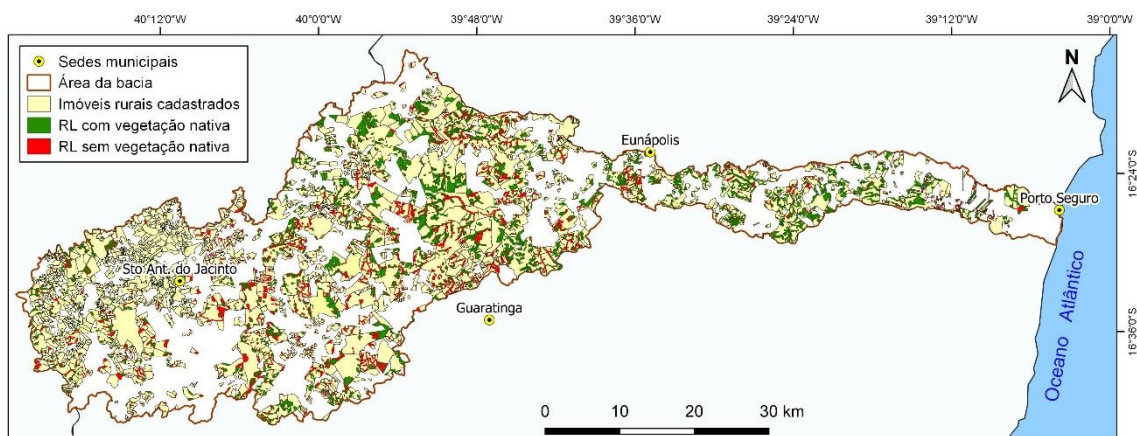 40°12'0"W
40°00'0"W
39°48'0"W
39°36'0"W
39°24'0"W
39°12'0"W
39°0'0"W
Sedes municipais
Área da bacia
Imóveis rurais cadastrados
RL com vegetação nativa
RL sem vegetação nativa
N
Eunápolis
16°24'0"S
Porto Seguro
Sto Ant. do Jacinto
Guaratinga
16°36'0"S
Oceano Atlântico
0 10 20 30 km